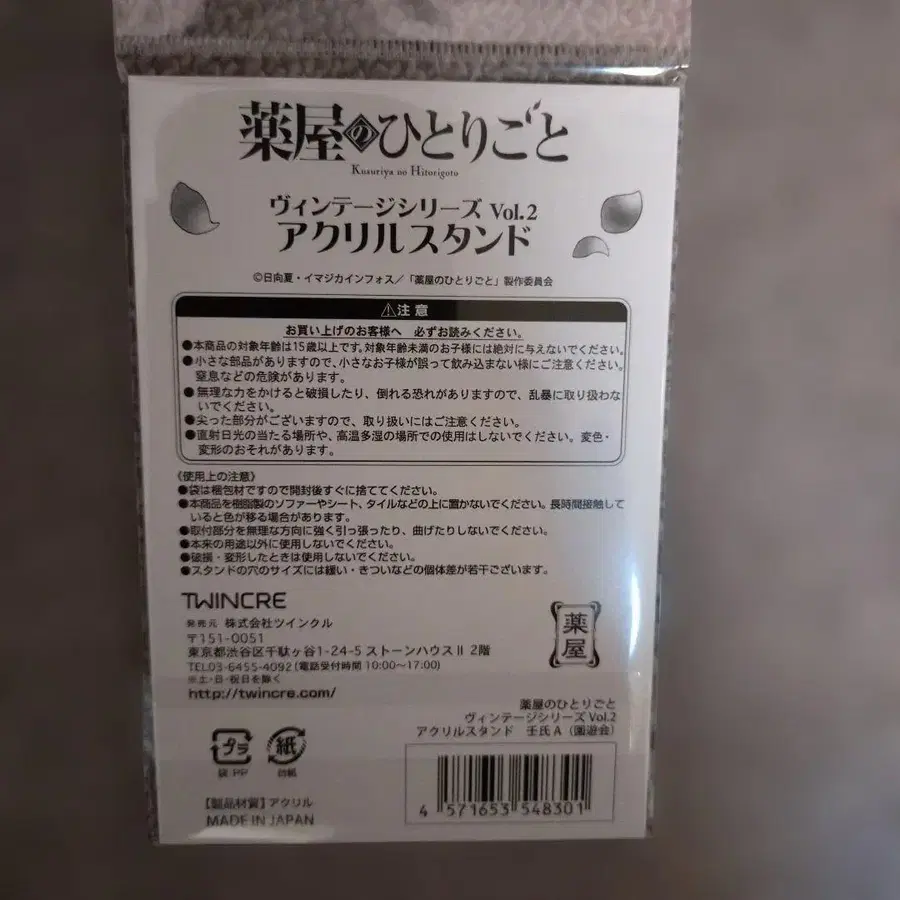 薬屋のひとりごと
Kusuriya no Hitorigoto
ヴィンテージシリーズ Vol.2
アクリルスタンド
©日向夏・イマジカインフォス/「薬屋のひとりごと」製作委員会
⚠注意
お買い上げのお客様へ 必ずお読みください。
●本商品の対象年齢は15歳以上です。対象年齢未満のお子様には絶対に与えないでください。
●小さな部品がありますので、小さなお子様が誤って飲み込まない様にご注意ください。
窒息などの危険があります。
●無理な力をかけると破損したり、倒れる恐れがありますので、乱暴に取り扱わな
いでください。
●尖った部分がございますので、取り扱いにはご注意ください。
●直射日光の当たる場所や、高温多湿の場所での使用はしないでください。変色・
変形のおそれがあります。
《使用上の注意》
●袋は梱包材ですので開封後すぐに捨ててください。
●本商品を樹脂製のソファーやシート、タイルなどの上に置かないでください。長時間接触して
いると色が移る場合があります。
●取付部分を無理な方向に強く引っ張ったり、曲げたりしないでください。
●本来の用途以外に使用しないでください。
●破損・変形したときは使用しないでください。
●スタンドの穴のサイズには緩い・きついなどの個体差が若干ございます。
TWINCRE
発売元 株式会社ツインクル
〒151-0051
東京都渋谷区千駄ヶ谷1-24-5 ストーンハウスⅡ 2階
TEL03-6455-4092(電話受付時間 10:00～17:00)
※土・日・祝日を除く
http://twincre.com/
薬屋
薬屋のひとりごと
ヴィンテージシリーズ Vol.2
アクリルスタンド 壬氏A(園遊会)
プラ
袋:PP
紙
台紙
【製品材質】アクリル
MADE IN JAPAN
4 571653 548301